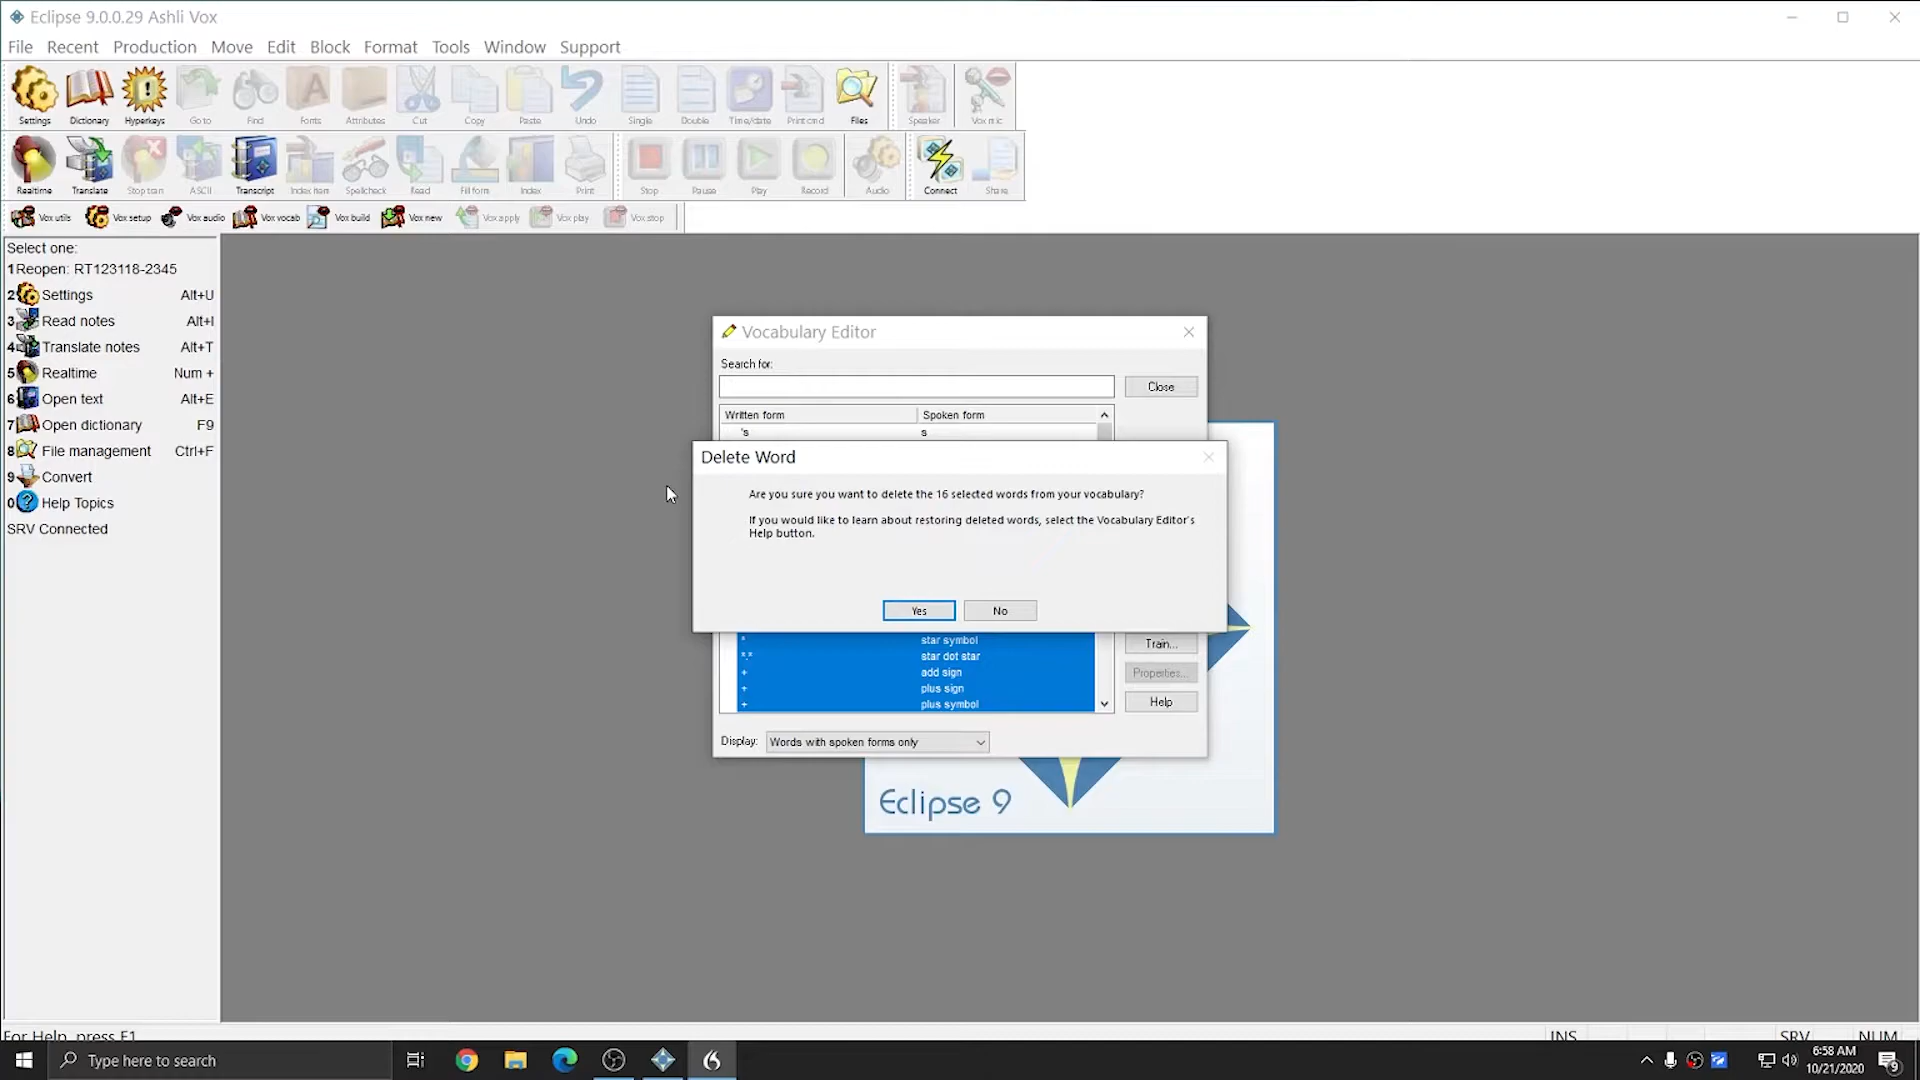 Eclipse 9.0.0.29 Ashli Vox
File Recent Production Move Edit Block Format Tools Window Support
Settings Dictionary Hyperkeys Go to Find Fonts Attributes Cut Copy Paste Undo Single Double Time/date Print cmd Files Speaker Vox mic
Realtime Translate Stop tran ASCII Transcript Index item Spellcheck Read Fill form Index Print Stop Pause Play Record Audio Connect Share
Vox utils Vox setup Vox audio Vox vocab Vox build Vox new Vox apply Vox play Vox stop
Select one:
1Reopen: RT123118-2345
2 Settings Alt+U
3 Read notes Alt+I
4 Translate notes Alt+T
5 Realtime Num +
6 Open text Alt+E
7 Open dictionary F9
8 File management Ctrl+F
9 Convert
0 Help Topics
SRV Connected
Vocabulary Editor
Search for:
Close
Written form Spoken form
's s
Delete Word
Are you sure you want to delete the 16 selected words from your vocabulary?
If you would like to learn about restoring deleted words, select the Vocabulary Editor's
Help button.
Yes No
* star symbol
*.* star dot star
+ add sign
+ plus sign
+ plus symbol
Train...
Properties...
Help
Display: Words with spoken forms only
Eclipse 9
For Help, press F1
INS SRV NUM
Type here to search
6:58 AM
10/21/2020
9